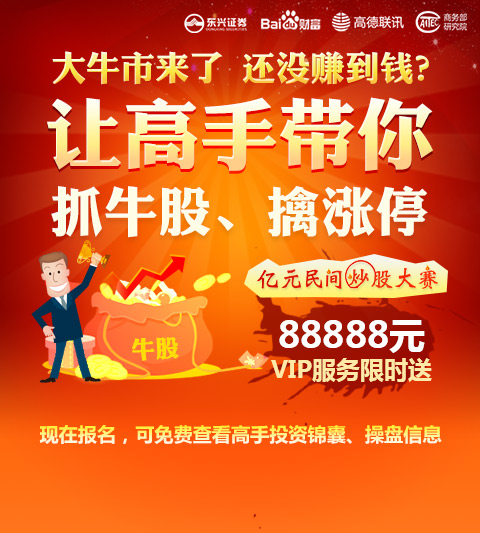 东兴证券 Bai财富 高德联讯 商务部
DONGXING SECURITIES CAITEC 研究院
大牛市来了 还没赚到钱?
让高手带你
抓牛股、擒涨停
亿元民间炒股大赛
牛股
88888元
VIP服务限时送
现在报名,可免费查看高手投资锦囊、操盘信息